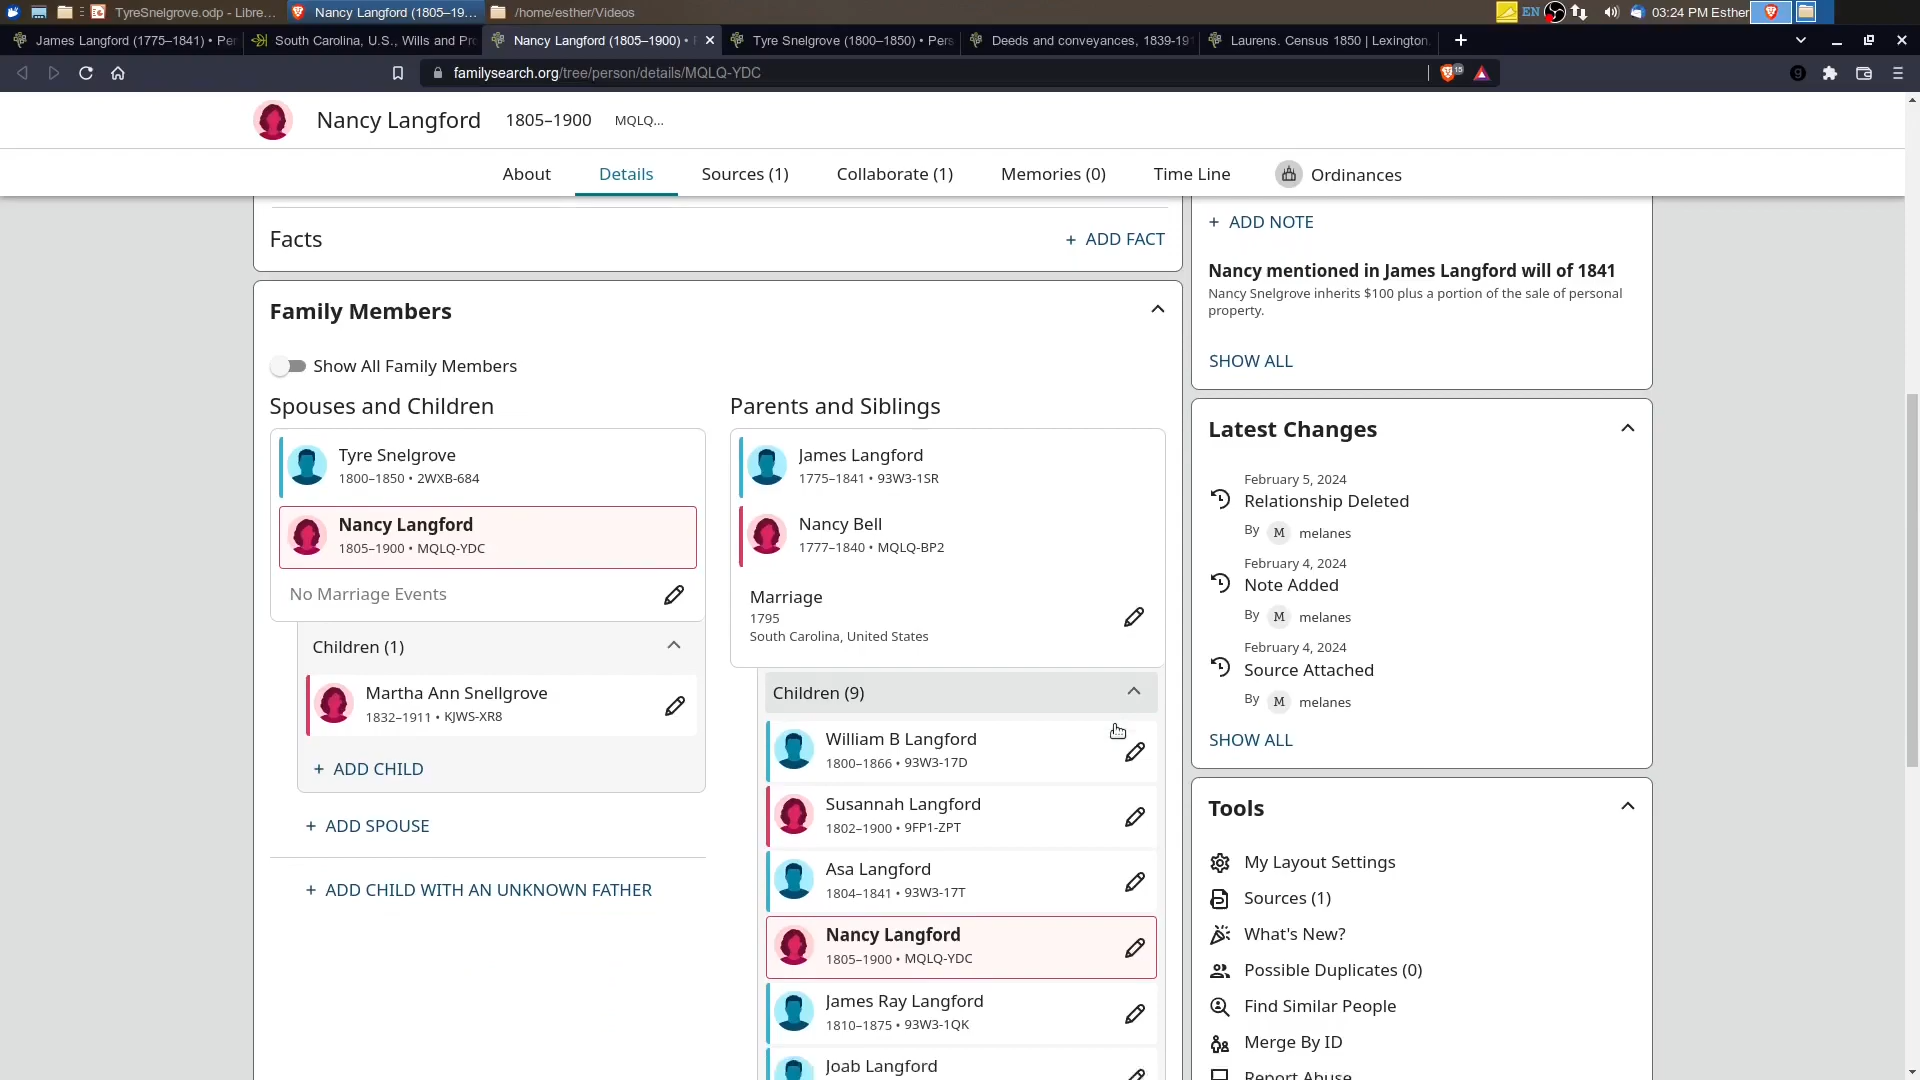 TyreSnelgrove.odp - Libre...
Nancy Langford (1805–19...
/home/esther/Videos
EN
03:24 PM Esther
James Langford (1775–1841) • Per
South Carolina, U.S., Wills and Pro
Nancy Langford (1805–1900) •
Tyre Snelgrove (1800–1850) • Pers
Deeds and conveyances, 1839-191
Laurens. Census 1850 | Lexington,
familysearch.org/tree/person/details/MQLQ-YDC
15
Nancy Langford
1805–1900
MQLQ...
About
Details
Sources (1)
Collaborate (1)
Memories (0)
Time Line
Ordinances
Facts
+ ADD FACT
Family Members
Show All Family Members
Spouses and Children
Tyre Snelgrove
1800–1850 • 2WXB-684
Nancy Langford
1805–1900 • MQLQ-YDC
No Marriage Events
Children (1)
Martha Ann Snellgrove
1832–1911 • KJWS-XR8
+ ADD CHILD
+ ADD SPOUSE
+ ADD CHILD WITH AN UNKNOWN FATHER
Parents and Siblings
James Langford
1775–1841 • 93W3-1SR
Nancy Bell
1777–1840 • MQLQ-BP2
Marriage
1795
South Carolina, United States
Children (9)
William B Langford
1800–1866 • 93W3-17D
Susannah Langford
1802–1900 • 9FP1-ZPT
Asa Langford
1804–1841 • 93W3-17T
Nancy Langford
1805–1900 • MQLQ-YDC
James Ray Langford
1810–1875 • 93W3-1QK
Joab Langford
+ ADD NOTE
Nancy mentioned in James Langford will of 1841
Nancy Snelgrove inherits $100 plus a portion of the sale of personal
property.
SHOW ALL
Latest Changes
February 5, 2024
Relationship Deleted
By M melanes
February 4, 2024
Note Added
By M melanes
February 4, 2024
Source Attached
By M melanes
SHOW ALL
Tools
My Layout Settings
Sources (1)
What's New?
Possible Duplicates (0)
Find Similar People
Merge By ID
Report Abuse